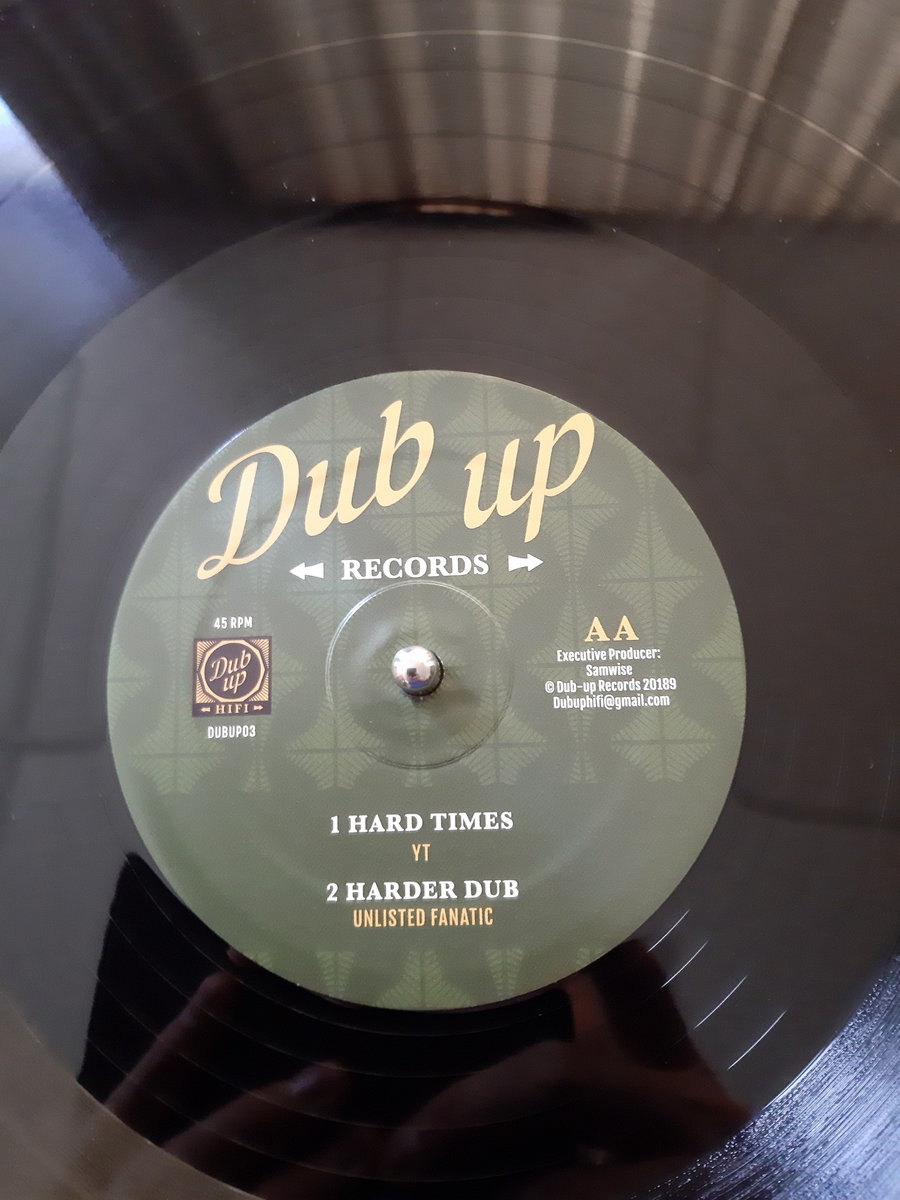 Dub up
RECORDS
45 RPM
Dub
up
HIFI
DUBUP03
AA
Executive Producer:
Samwise
© Dub-up Records 20189
Dubuphifi@gmail.com
1 HARD TIMES
YT
2 HARDER DUB
UNLISTED FANATIC